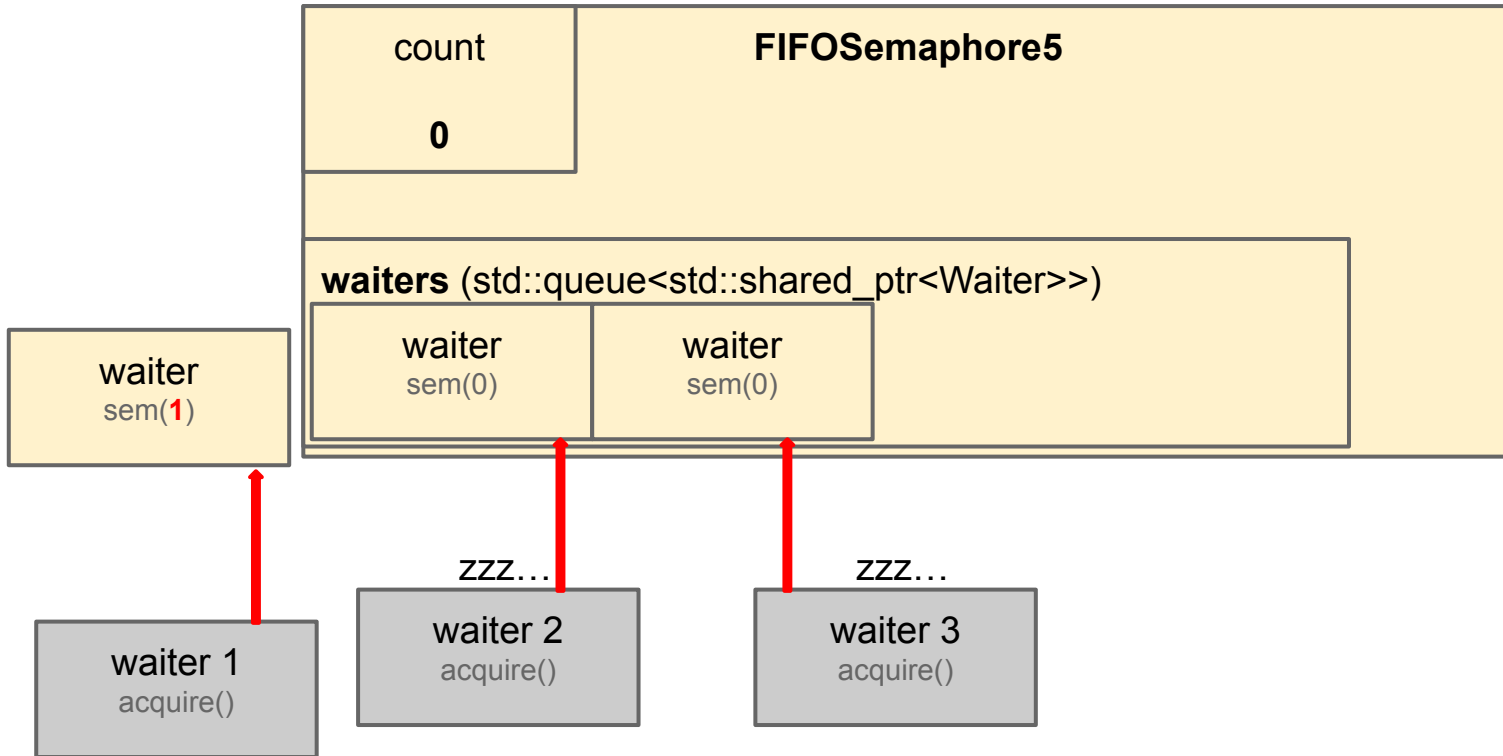 count
FIFOSemaphore5
0
waiters (std::queue<std::shared_ptr<Waiter>>)
waiter
sem(0)
waiter
sem(0)
waiter
sem(1)
zzz…
zzz…
waiter 1
acquire()
waiter 2
acquire()
waiter 3
acquire()